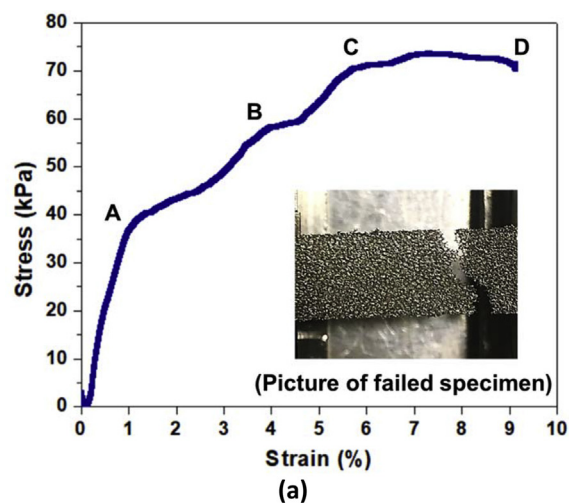 80
70
60
50
40
30
20
10
0
Stress (kPa)
A
B
C
D
(Picture of failed specimen)
0 1 2 3 4 5 6 7 8 9 10
Strain (%)
(a)